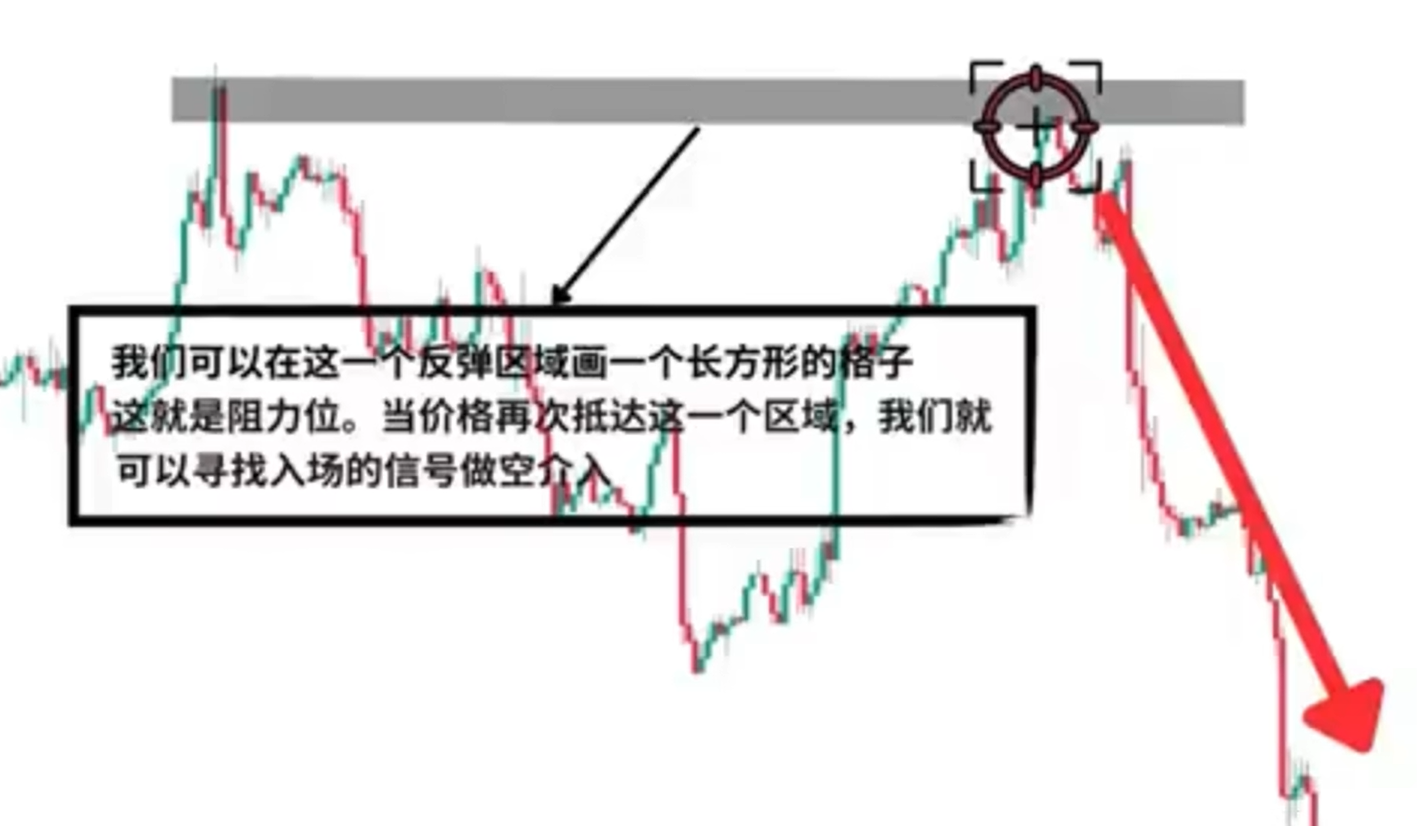 我们可以在这一个反弹区域画一个长方形的格子
这就是阻力位。当价格再次抵达这一个区域，我们就
可以寻找入场的信号做空介入